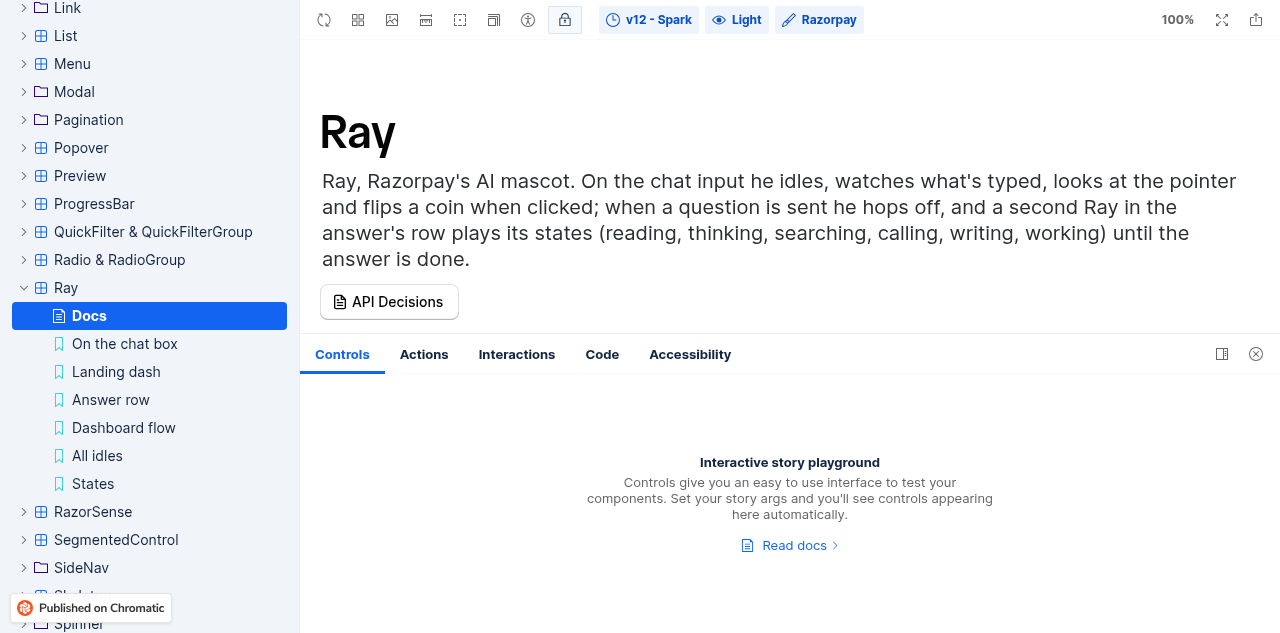 Link
List
Menu
Modal
Pagination
Popover
Preview
ProgressBar
QuickFilter & QuickFilterGroup
Radio & RadioGroup
Ray
Docs
On the chat box
Landing dash
Answer row
Dashboard flow
All idles
States
RazorSense
SegmentedControl
SideNav
Spinner
Published on Chromatic
v12 - Spark
Light
Razorpay
100%
Ray
Ray, Razorpay's AI mascot. On the chat input he idles, watches what's typed, looks at the pointer
and flips a coin when clicked; when a question is sent he hops off, and a second Ray in the
answer's row plays its states (reading, thinking, searching, calling, writing, working) until the
answer is done.
API Decisions
Controls
Actions
Interactions
Code
Accessibility
Interactive story playground
Controls give you an easy to use interface to test your
components. Set your story args and you'll see controls appearing
here automatically.
Read docs